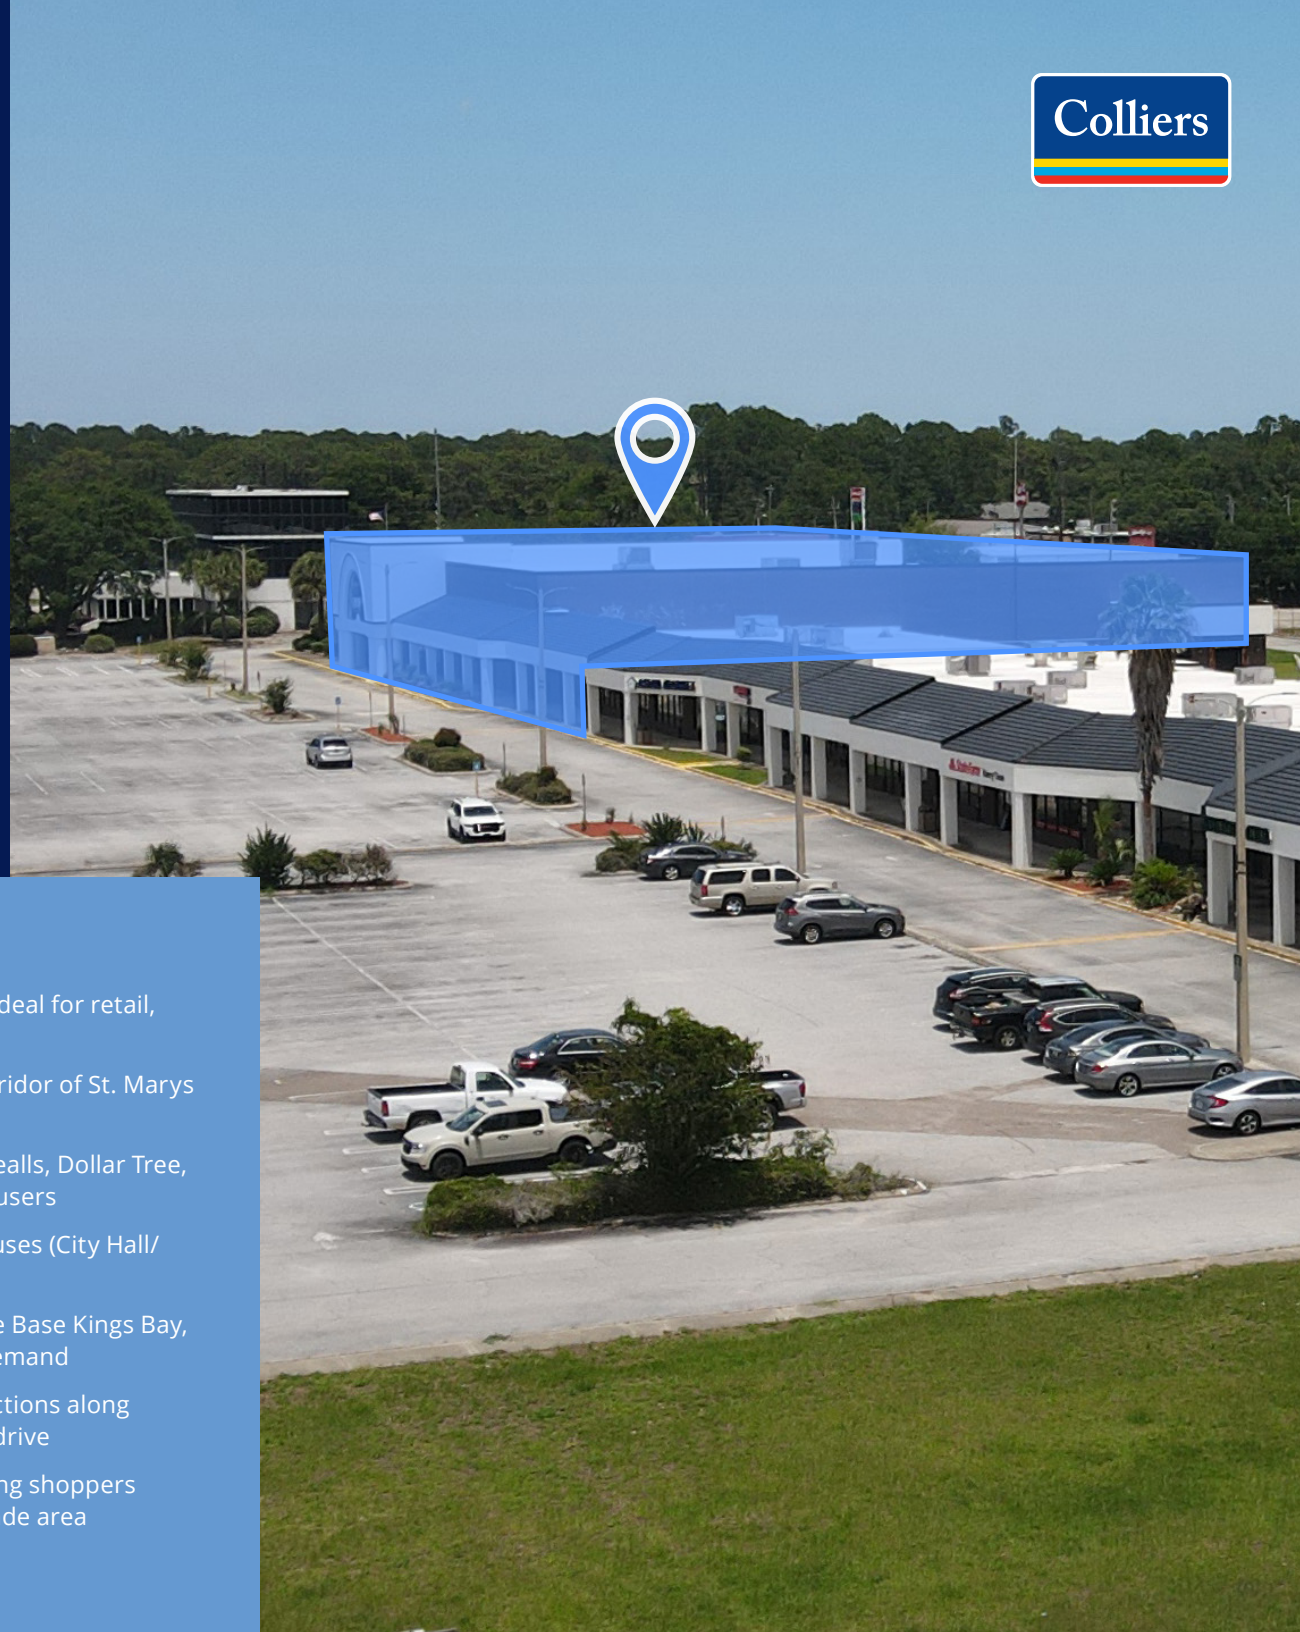 Colliers
StateFarm
deal for retail,
ridor of St. Marys
ealls, Dollar Tree,
users
uses (City Hall/
e Base Kings Bay,
emand
ctions along
drive
ng shoppers
de area